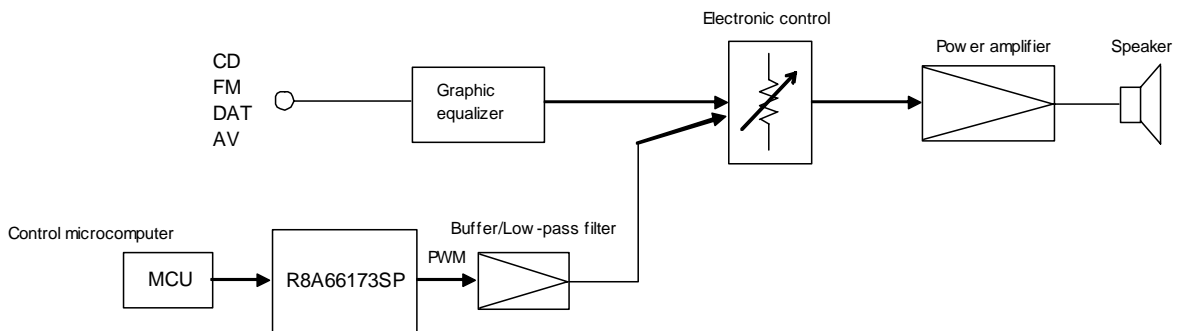 Electronic control
Power amplifier
Speaker
CD
FM
DAT
AV
Graphic
equalizer
Control microcomputer
Buffer/Low-pass filter
MCU
R8A66173SP
PWM